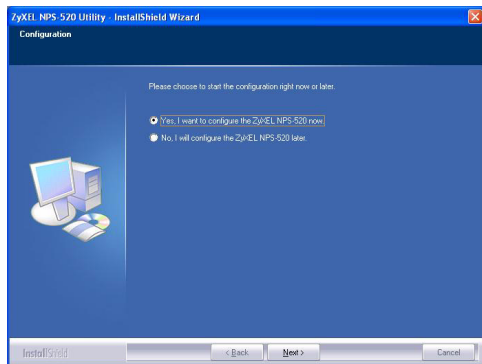 ZyXEL NPS-520 Utility - InstallShield Wizard
Configuration
Please choose to start the configuration right now or later.
Yes, I want to configure the ZyXEL NPS-520 now.
No, I will configure the ZyXEL NPS-520 later.
InstallShield
< Back
Next >
Cancel